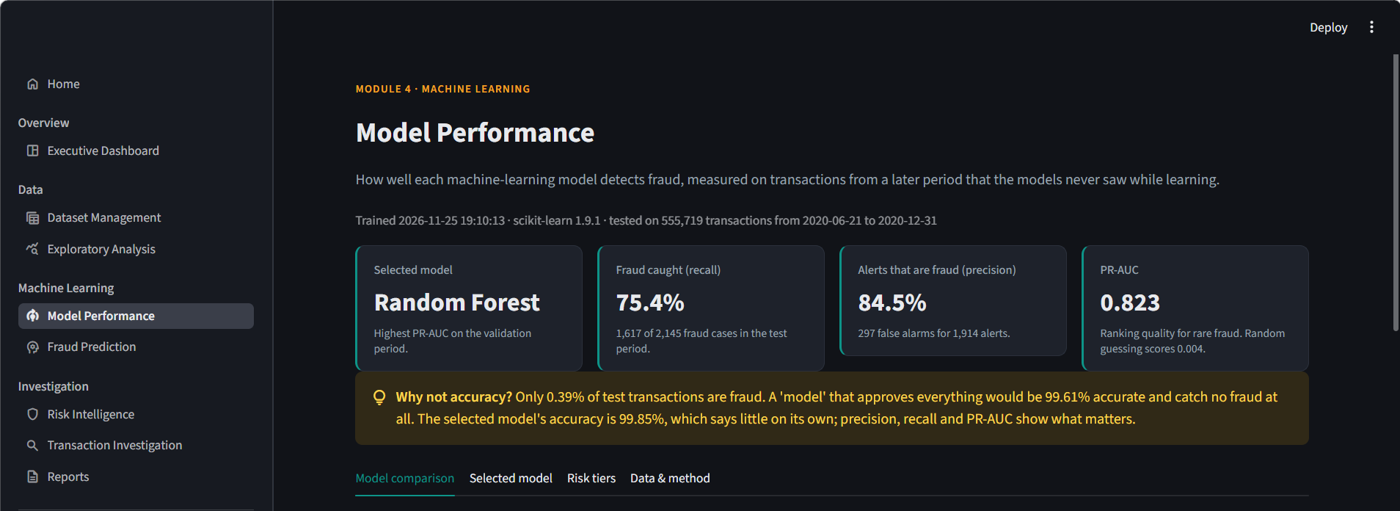 Deploy
Home
Overview
Executive Dashboard
Data
Dataset Management
Exploratory Analysis
Machine Learning
Model Performance
Fraud Prediction
Investigation
Risk Intelligence
Transaction Investigation
Reports
MODULE 4 · MACHINE LEARNING
Model Performance
How well each machine-learning model detects fraud, measured on transactions from a later period that the models never saw while learning.
Trained 2026-11-25 19:10:13 · scikit-learn 1.9.1 · tested on 555,719 transactions from 2020-06-21 to 2020-12-31
Selected model
Random Forest
Highest PR-AUC on the validation
period.
Fraud caught (recall)
75.4%
1,617 of 2,145 fraud cases in the test
period.
Alerts that are fraud (precision)
84.5%
297 false alarms for 1,914 alerts.
PR-AUC
0.823
Ranking quality for rare fraud. Random
guessing scores 0.004.
Why not accuracy? Only 0.39% of test transactions are fraud. A 'model' that approves everything would be 99.61% accurate and catch no fraud at
all. The selected model's accuracy is 99.85%, which says little on its own; precision, recall and PR-AUC show what matters.
Model comparison
Selected model
Risk tiers
Data & method